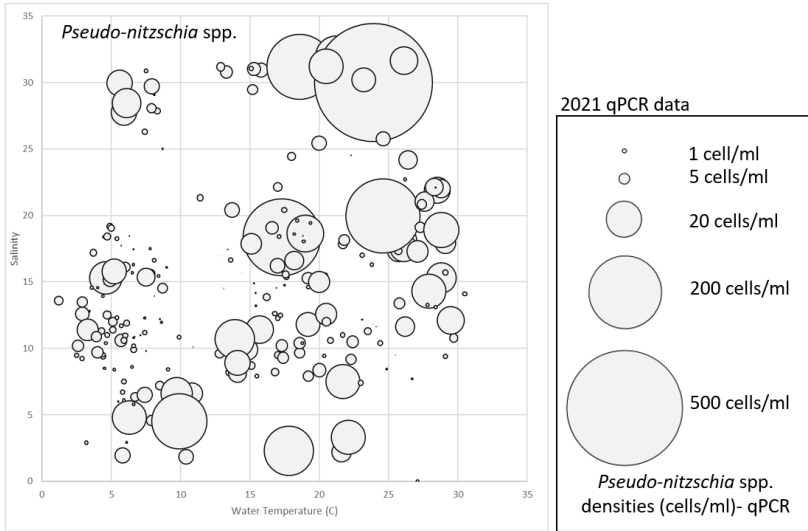 Pseudo-nitzschia spp.
35
30
25
20
15
10
5
0
Salinity
0 5 10 15 20 25 30 35
Water Temperature (C)
2021 qPCR data
1 cell/ml
5 cell/ml
20 cells/ml
200 cells/ml
500 cells/ml
Pseudo-nitzschia spp.
densities (cells/ml)- qPCR